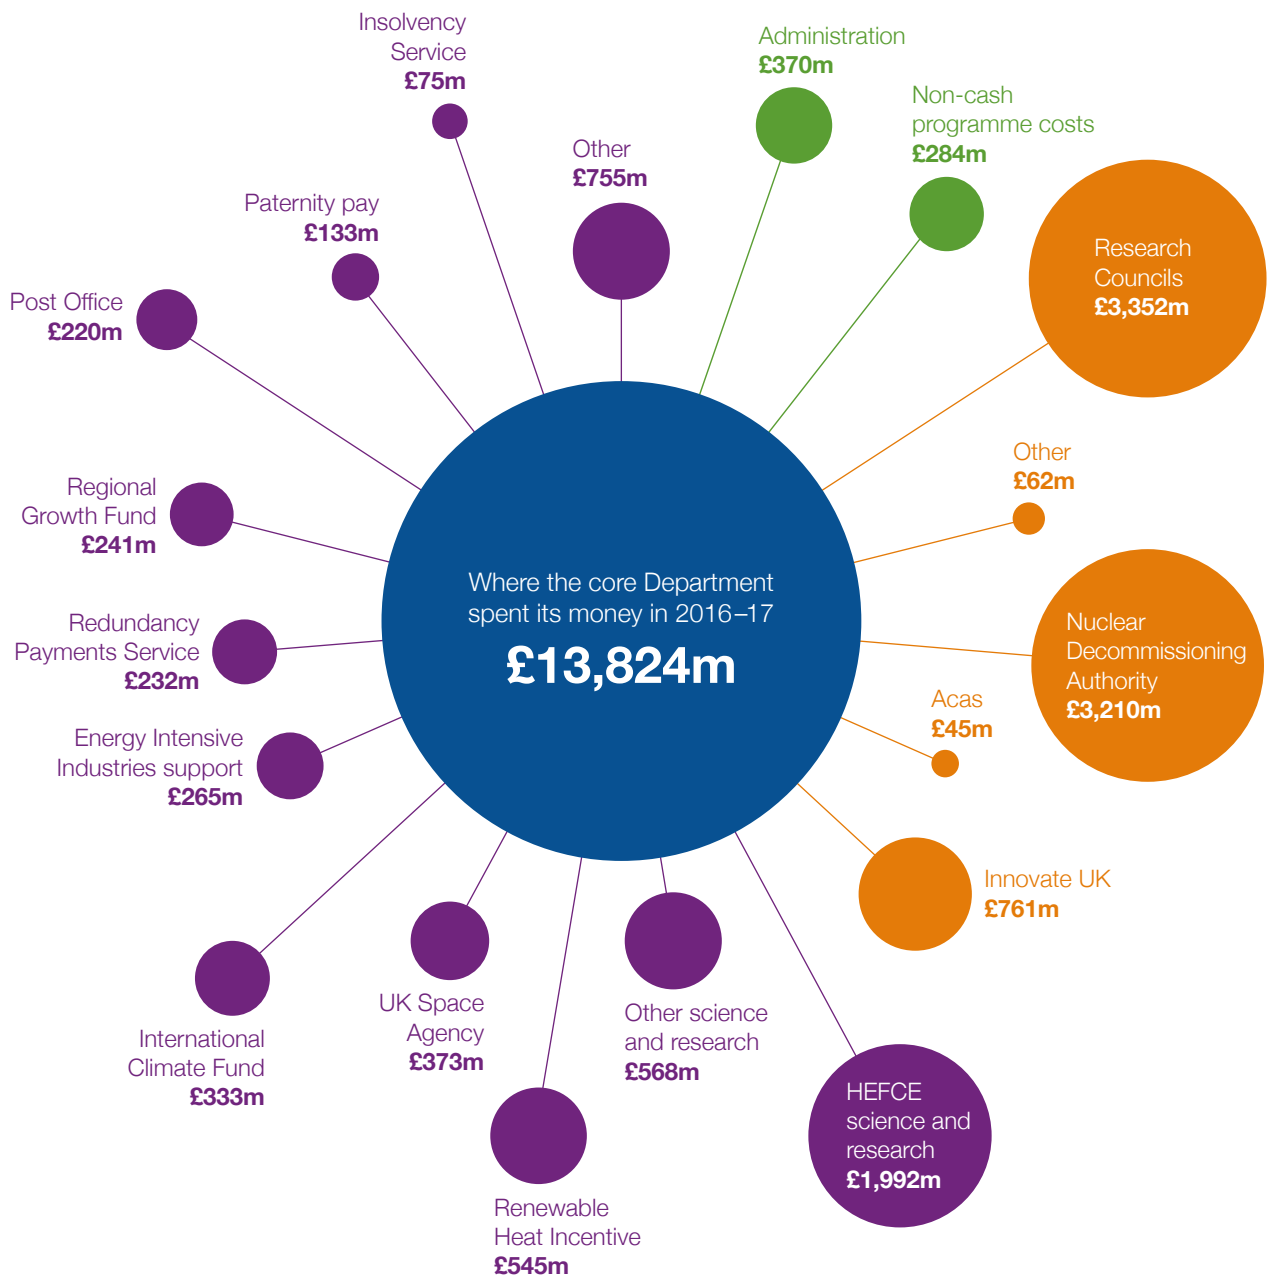 Insolvency
Service
£75m
Administration
£370m
Non-cash
programme costs
£284m
Other
£755m
Paternity pay
£133m
Research
Councils
£3,352m
Post Office
£220m
Other
£62m
Regional
Growth Fund
£241m
Where the core Department
spent its money in 2016–17
£13,824m
Redundancy
Payments Service
£232m
Nuclear
Decommissioning
Authority
£3,210m
Acas
£45m
Energy Intensive
Industries support
£265m
Innovate UK
£761m
UK Space
Agency
£373m
Other science
and research
£568m
International
Climate Fund
£333m
HEFCE
science and
research
£1,992m
Renewable
Heat Incentive
£545m